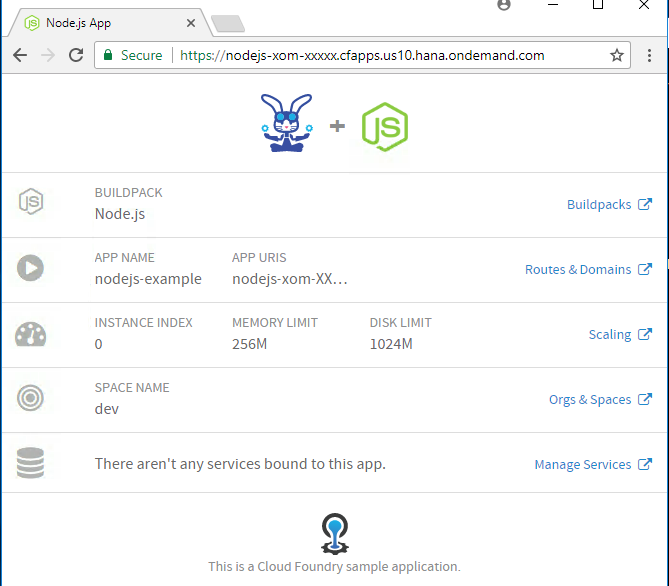 Node.js App
Secure https://nodejs-xom-xxxxx.cfapps.us10.hana.ondemand.com
JS
BUILDPACK
Node.js
Buildpacks
APP NAME APP URIS
nodejs-example nodejs-xom-XX...
Routes & Domains
INSTANCE INDEX MEMORY LIMIT DISK LIMIT
0 256M 1024M
Scaling
SPACE NAME
dev
Orgs & Spaces
There aren't any services bound to this app.
Manage Services
This is a Cloud Foundry sample application.